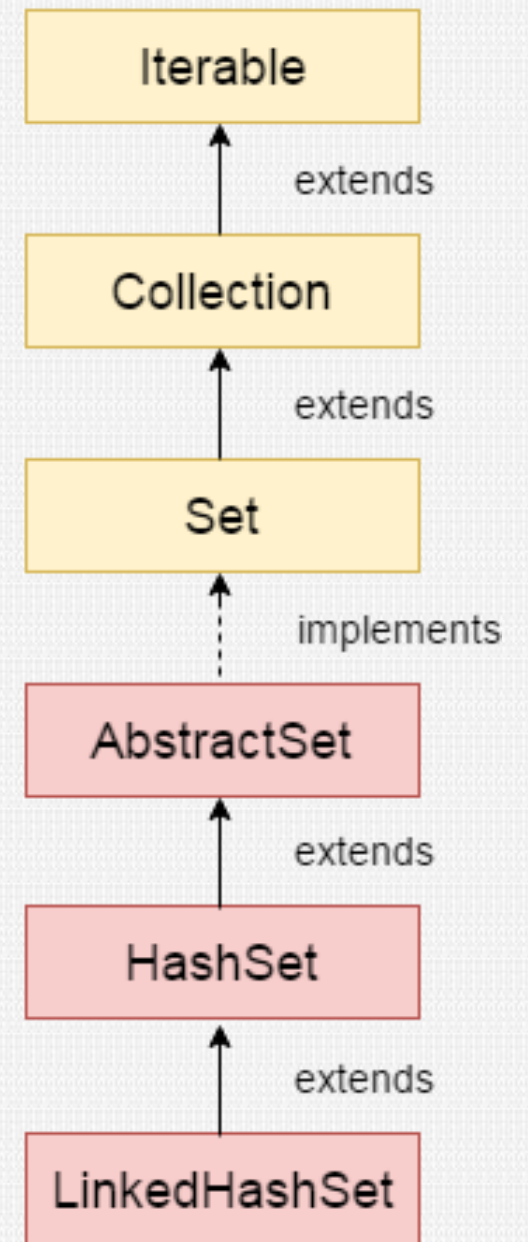 Iterable
extends
Collection
extends
Set
implements
AbstractSet
extends
HashSet
extends
LinkedHashSet